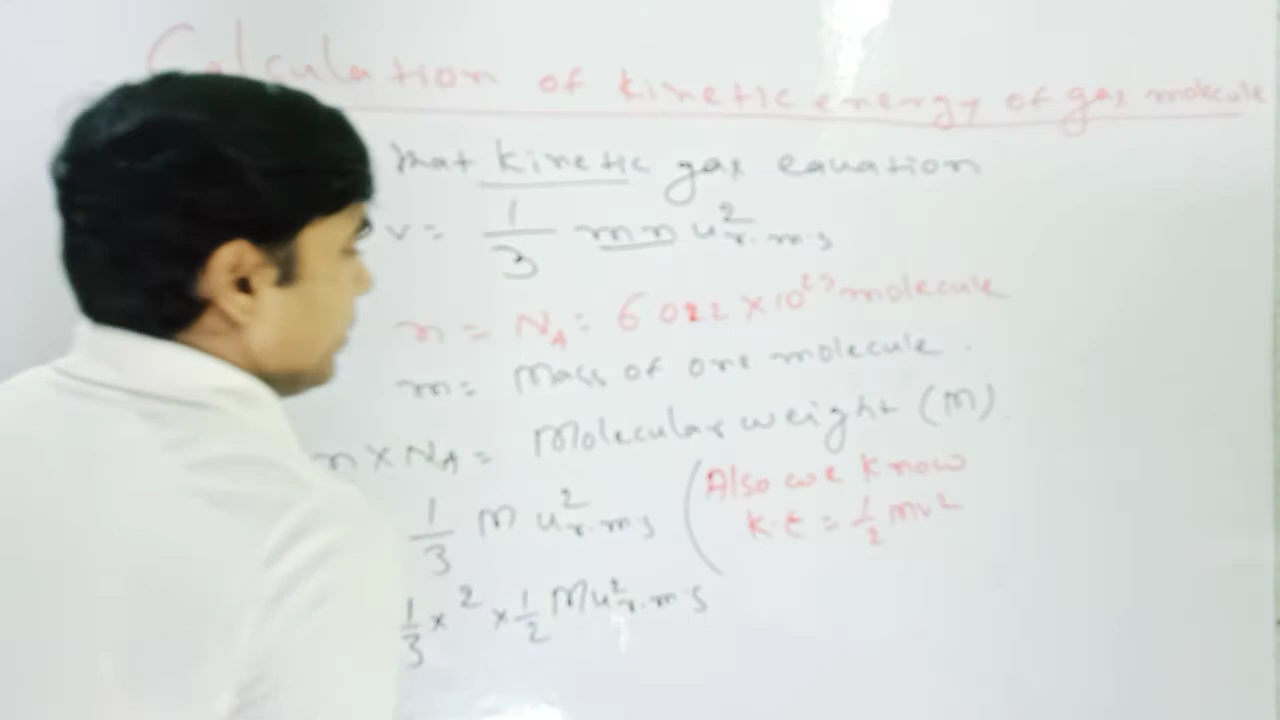 Calculation of kinetic energy of gas molecule
that kinetic gas equation
v = 1/3 mn u²r.m.s
n = NA = 6 022 × 10²³ molecule
m = Mass of one molecule .
m × NA = Molecular weight (M)
1/3 M u²r.m.s
(Also we know
K.E = 1/2 mv²
1/3 × 2 × 1/2 Mu²r.m.s